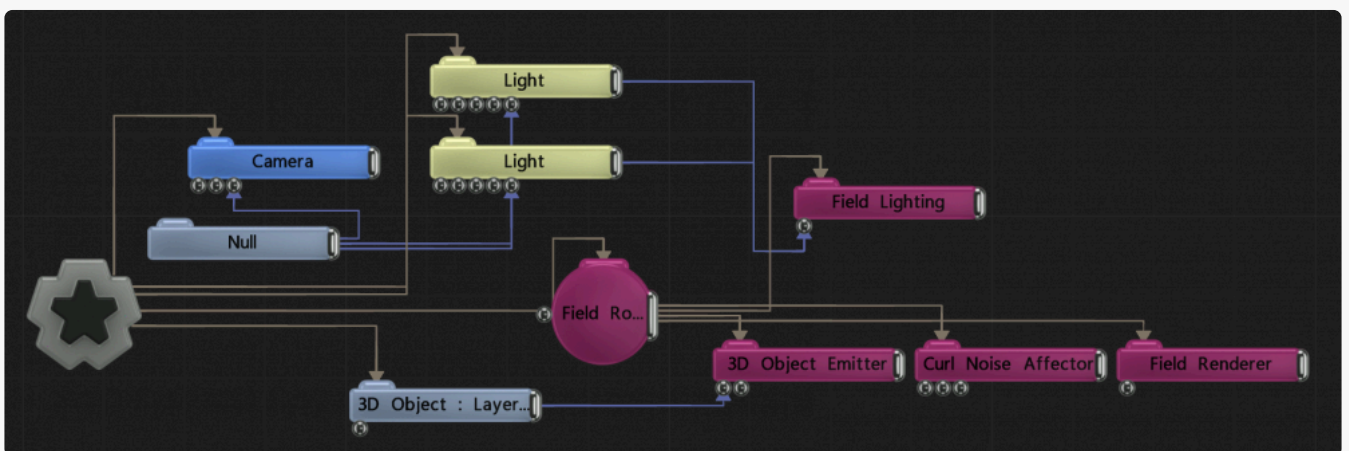 Light
Camera
Light
Field Lighting
Null
Field Ro...
3D Object Emitter
Curl Noise Affector
Field Renderer
3D Object : Layer...